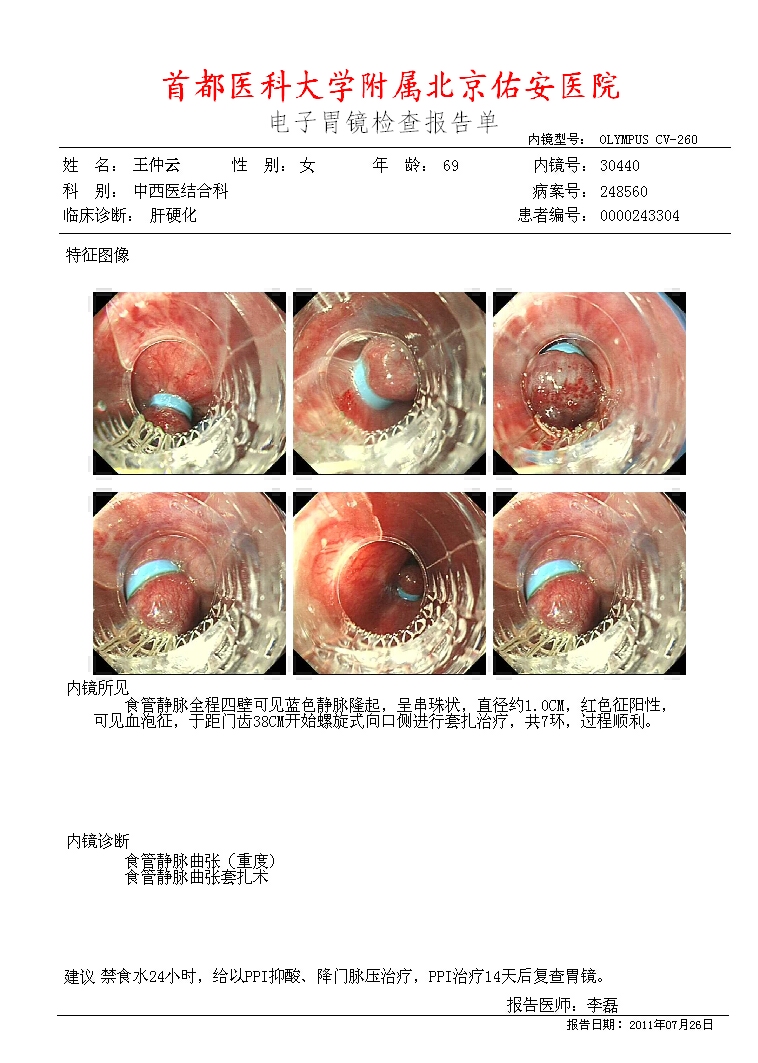 首都医科大学附属北京佑安医院
电子胃镜检查报告单
内镜型号： OLYMPUS CV-260
姓 名： 王仲云 性 别：女 年 龄： 69 内镜号：30440
科 别： 中西医结合科 病案号：248560
临床诊断： 肝硬化 患者编号：0000243304
特征图像
内镜所见
食管静脉全程四壁可见蓝色静脉隆起，呈串珠状，直径约1.0CM，红色征阳性，
可见血泡征，于距门齿38CM开始螺旋式向口侧进行套扎治疗，共7环，过程顺利。
内镜诊断
食管静脉曲张（重度）
食管静脉曲张套扎术
建议 禁食水24小时，给以PPI抑酸、降门脉压治疗，PPI治疗14天后复查胃镜。
报告医师：李磊
报告日期：2011年07月26日